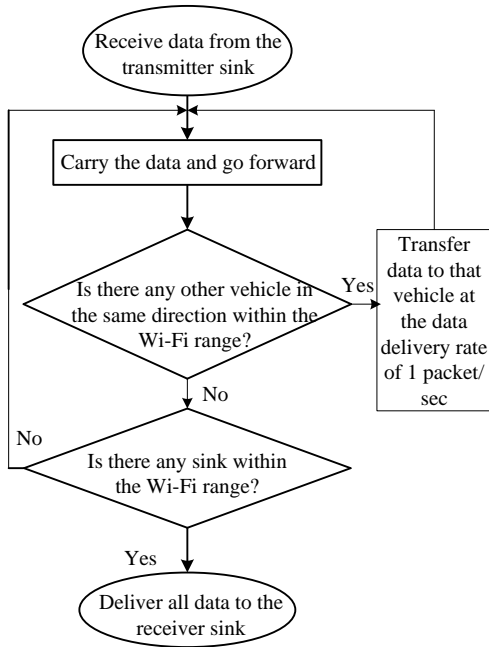 Receive data from the
transmitter sink
Carry the data and go forward
Is there any other vehicle in
the same direction within the
Wi-Fi range?
Yes
Transfer
data to that
vehicle at
the data
delivery rate
of 1 packet/
sec
No
No
Is there any sink within
the Wi-Fi range?
Yes
Deliver all data to the
receiver sink